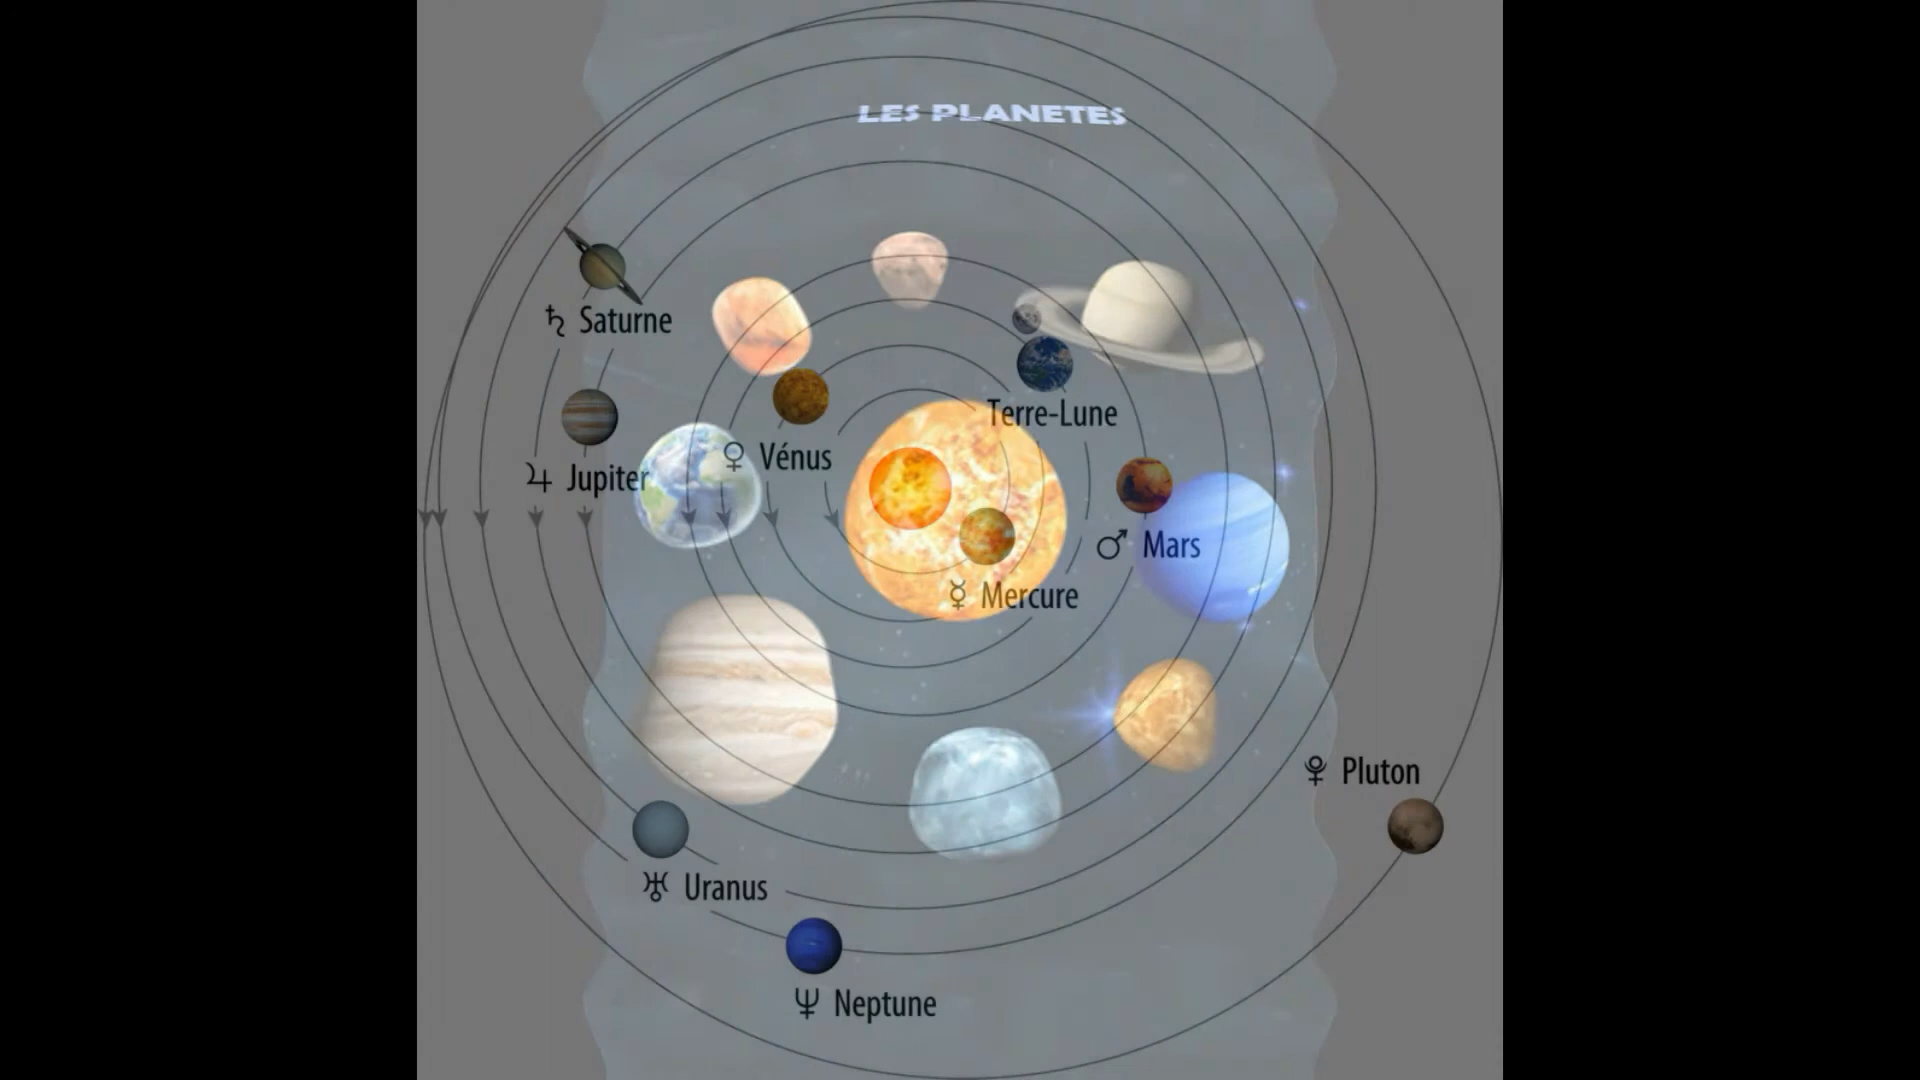 LES PLANETES
♄ Saturne
Terre-Lune
♀ Vénus
♃ Jupiter
♂ Mars
☿ Mercure
♇ Pluton
♅ Uranus
♆ Neptune